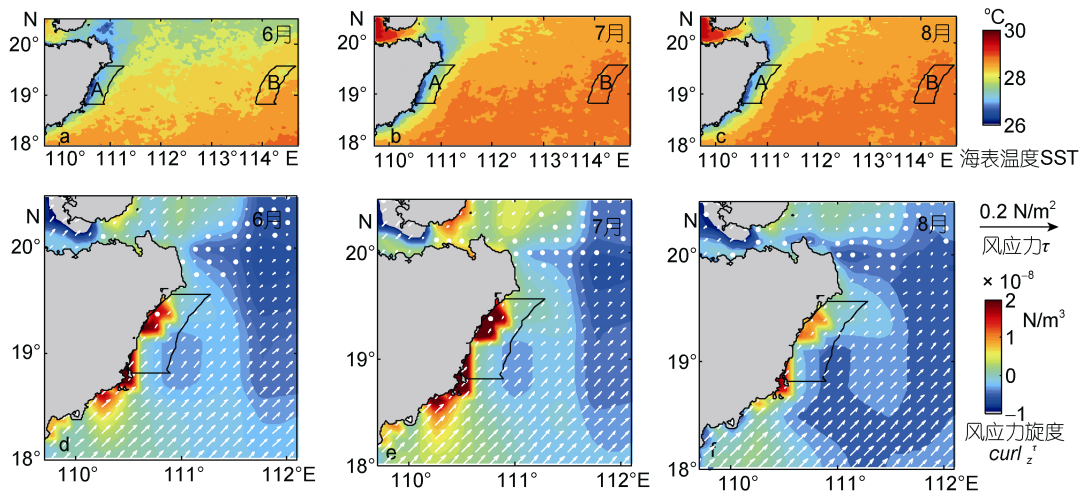 N
6月
20°
19°
18°
A
B
a
110°
111°
112°
113°
114°
E
N
7月
20°
19°
18°
A
B
b
110°
111°
112°
113°
114°
E
N
8月
20°
19°
18°
A
B
c
110°
111°
112°
113°
114°
E
°C
30
28
26
海表温度SST
N
6月
20°
19°
18°
d
110°
111°
112°E
N
7月
20°
19°
18°
e
110°
111°
112°E
N
8月
20°
19°
18°
f
110°
111°
112°E
0.2 N/m²
风应力τ
× 10⁻⁸
2
1
0
−1
N/m³
风应力旋度
curl z τ